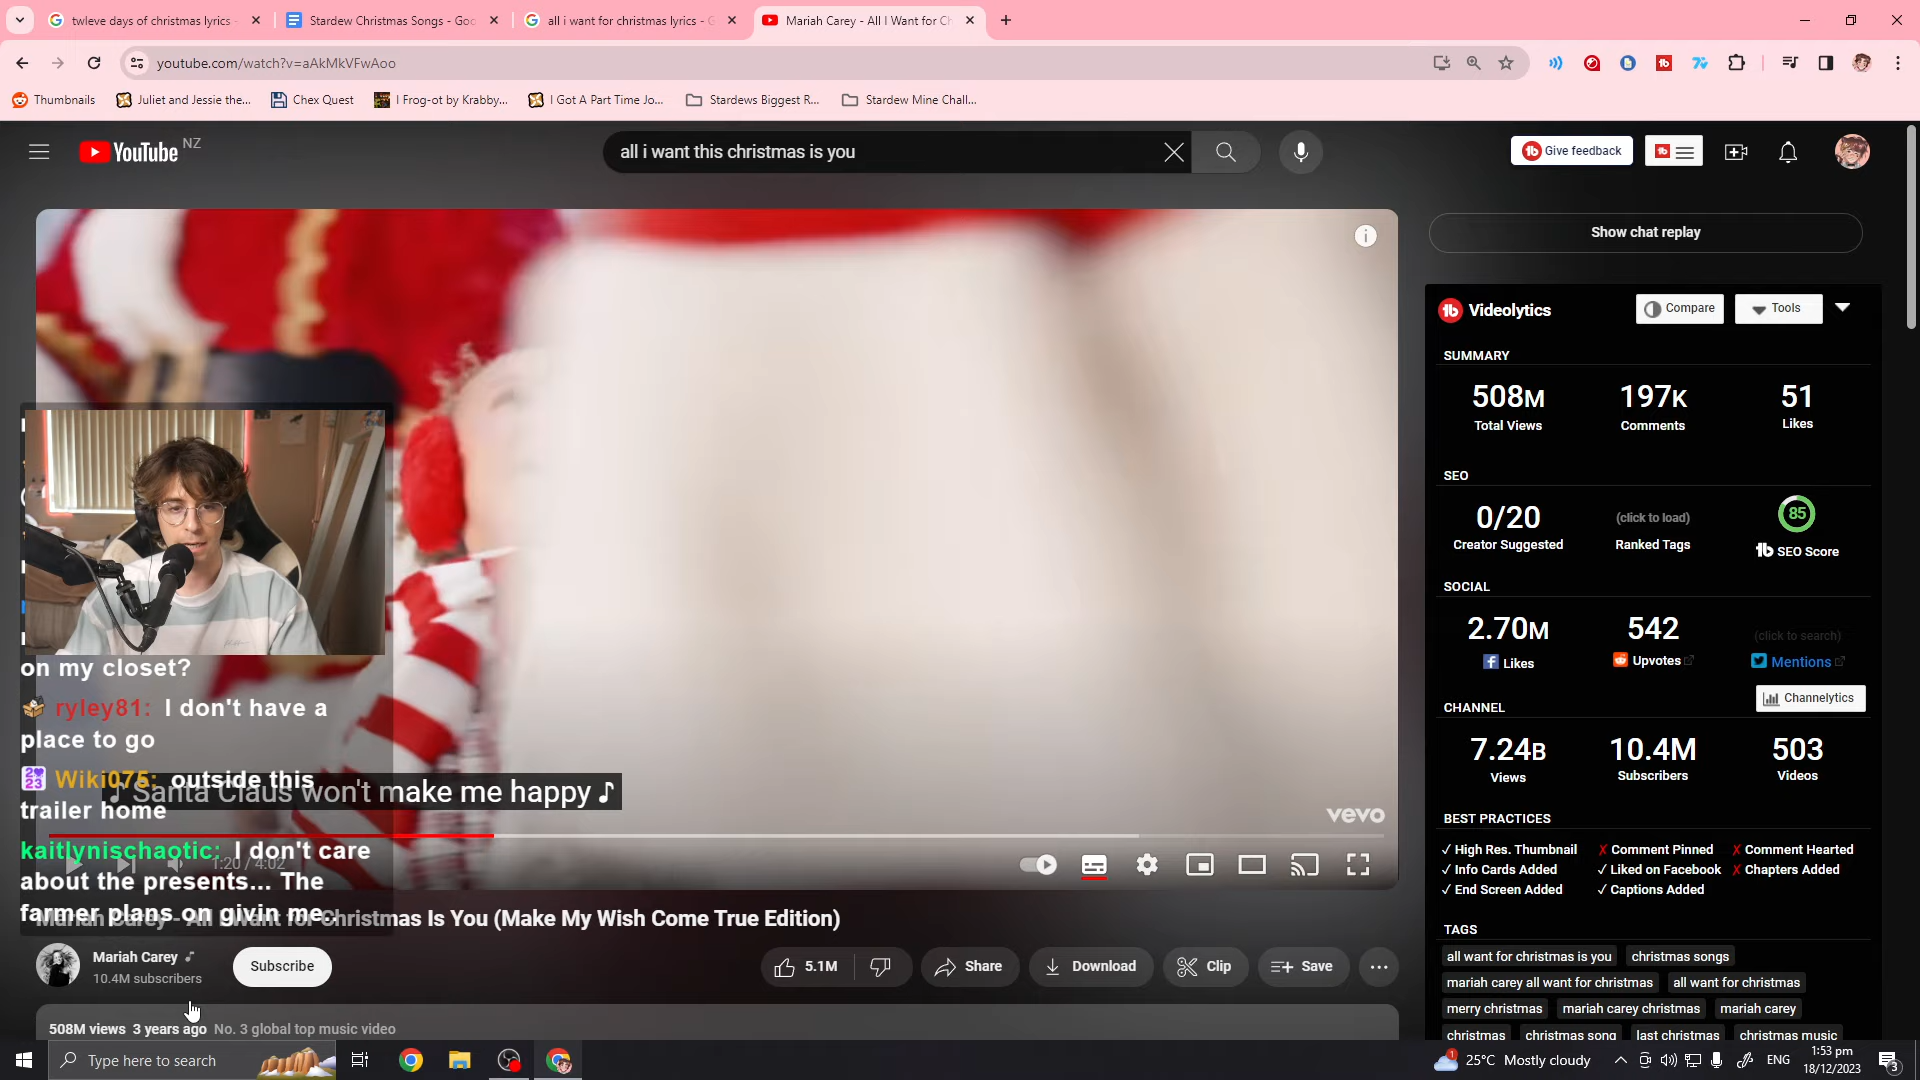 twleve days of christmas lyrics -
Stardew Christmas Songs - Goo
all i want for christmas lyrics - G
Mariah Carey - All I Want for Ch
youtube.com/watch?v=aAkMkVFwAoo
Thumbnails
Juliet and Jessie the...
Chex Quest
I Frog-ot by Krabby...
I Got A Part Time Jo...
Stardews Biggest R...
Stardew Mine Chall...
YouTube NZ
all i want this christmas is you
Give feedback
Show chat replay
Videolytics
Compare
Tools
SUMMARY
508M 197K 51
Total Views Comments Likes
SEO
0/20 (click to load) 85
Creator Suggested Ranked Tags SEO Score
SOCIAL
2.70M 542 (click to search)
Likes Upvotes Mentions
CHANNEL Channelytics
7.24B 10.4M 503
Views Subscribers Videos
BEST PRACTICES
✓ High Res. Thumbnail ✗ Comment Pinned ✗ Comment Hearted
✓ Info Cards Added ✓ Liked on Facebook ✗ Chapters Added
✓ End Screen Added ✓ Captions Added
TAGS
all want for christmas is you christmas songs
mariah carey all want for christmas all want for christmas
merry christmas mariah carey christmas mariah carey
christmas christmas song last christmas christmas music
on my closet?
ryley81: I don't have a
place to go
Wiki075: outside this
trailer home
kaitlynischaotic: I don't care
about the presents... The
farmer plans on givin me..
♪ Santa Claus won't make me happy ♪
vevo
1:20 / 4:02
Mariah Carey - All I Want for Christmas Is You (Make My Wish Come True Edition)
Mariah Carey
10.4M subscribers
Subscribe
5.1M
Share
Download
Clip
Save
508M views 3 years ago No. 3 global top music video
Type here to search
25°C Mostly cloudy
ENG
1:53 pm
18/12/2023
3